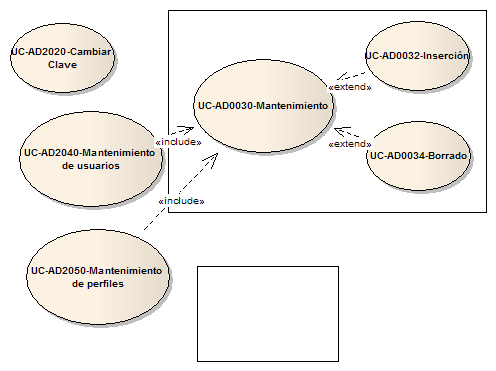 UC-AD2020-Cambiar
Clave
UC-AD0032-Inserción
«extend»
UC-AD0030-Mantenimiento
«include»
«extend»
UC-AD2040-Mantenimiento
de usuarios
UC-AD0034-Borrado
«include»
UC-AD2050-Mantenimiento
de perfiles